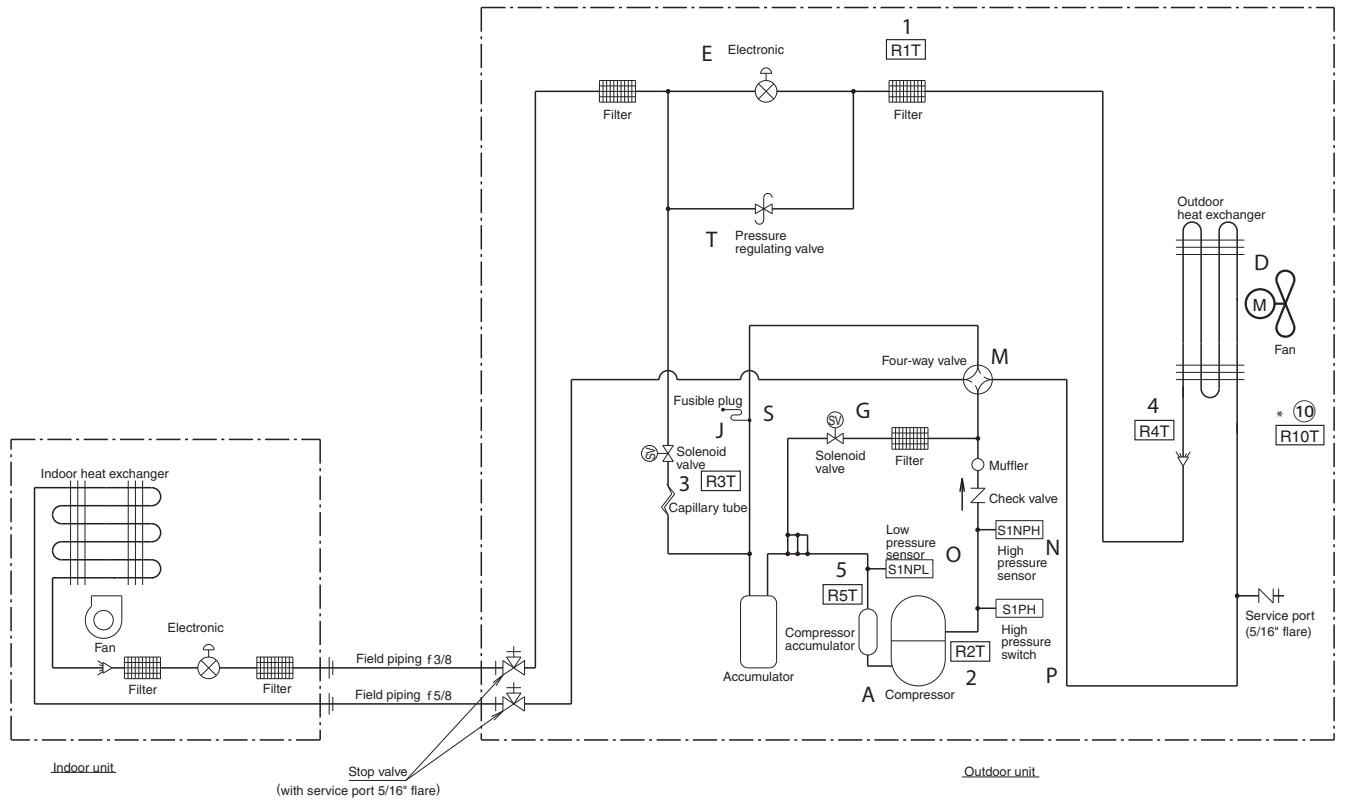 1
R1T
E
Electronic
Filter
Filter
T
Pressure
regulating valve
Outdoor
heat exchanger
D
M
Fan
Four-way valve
M
Fusible plug
S
J
SV
G
Solenoid
valve
Filter
4
R4T
* 10
R10T
SV
Solenoid
valve
3
R3T
Capillary tube
Muffler
Check valve
Low
pressure
sensor
S1NPL
O
S1NPH
N
High
pressure
sensor
5
R5T
S1PH
High
pressure
switch
Compressor
accumulator
R2T
2
P
Accumulator
A
Compressor
Service port
(5/16" flare)
Indoor heat exchanger
Fan
Electronic
Filter
Filter
Field piping f 3/8
Field piping f 5/8
Indoor unit
Stop valve
(with service port 5/16" flare)
Outdoor unit